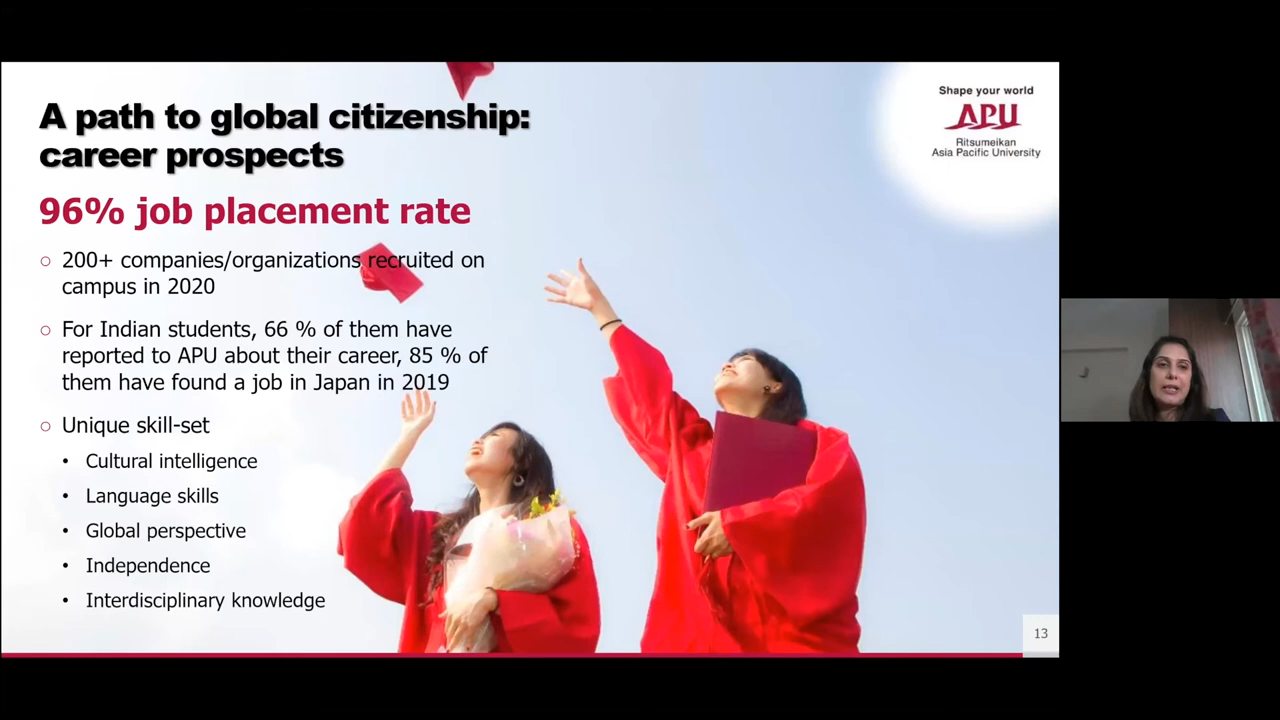 A path to global citizenship:
career prospects
96% job placement rate
○ 200+ companies/organizations recruited on
campus in 2020
○ For Indian students, 66 % of them have
reported to APU about their career, 85 % of
them have found a job in Japan in 2019
○ Unique skill-set
• Cultural intelligence
• Language skills
• Global perspective
• Independence
• Interdisciplinary knowledge
Shape your world
APU
Ritsumeikan
Asia Pacific University
13